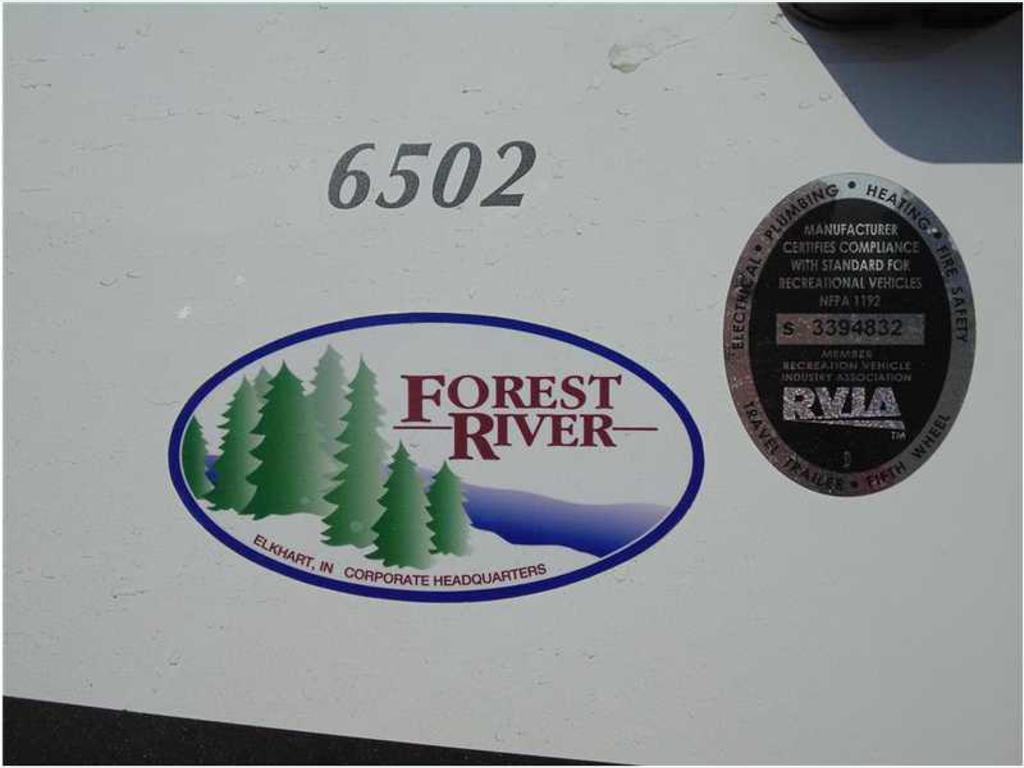 6502
FOREST
RIVER
ELKHART, IN CORPORATE HEADQUARTERS
ELECTRICAL • PLUMBING • HEATING • FIRE SAFETY
MANUFACTURER
CERTIFIES COMPLIANCE
WITH STANDARD FOR
RECREATIONAL VEHICLES
NFPA 1192
S 3394832
MEMBER
RECREATION VEHICLE
INDUSTRY ASSOCIATION
RVIA
TM
TRAVEL TRAILER • FIFTH WHEEL